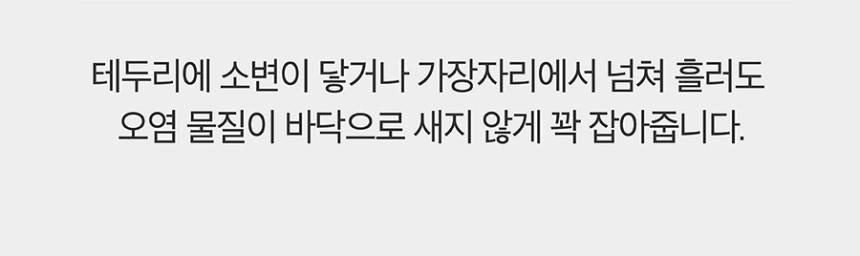 테두리에 소변이 닿거나 가장자리에서 넘쳐 흘러도
오염 물질이 바닥으로 새지 않게 꽉 잡아줍니다.